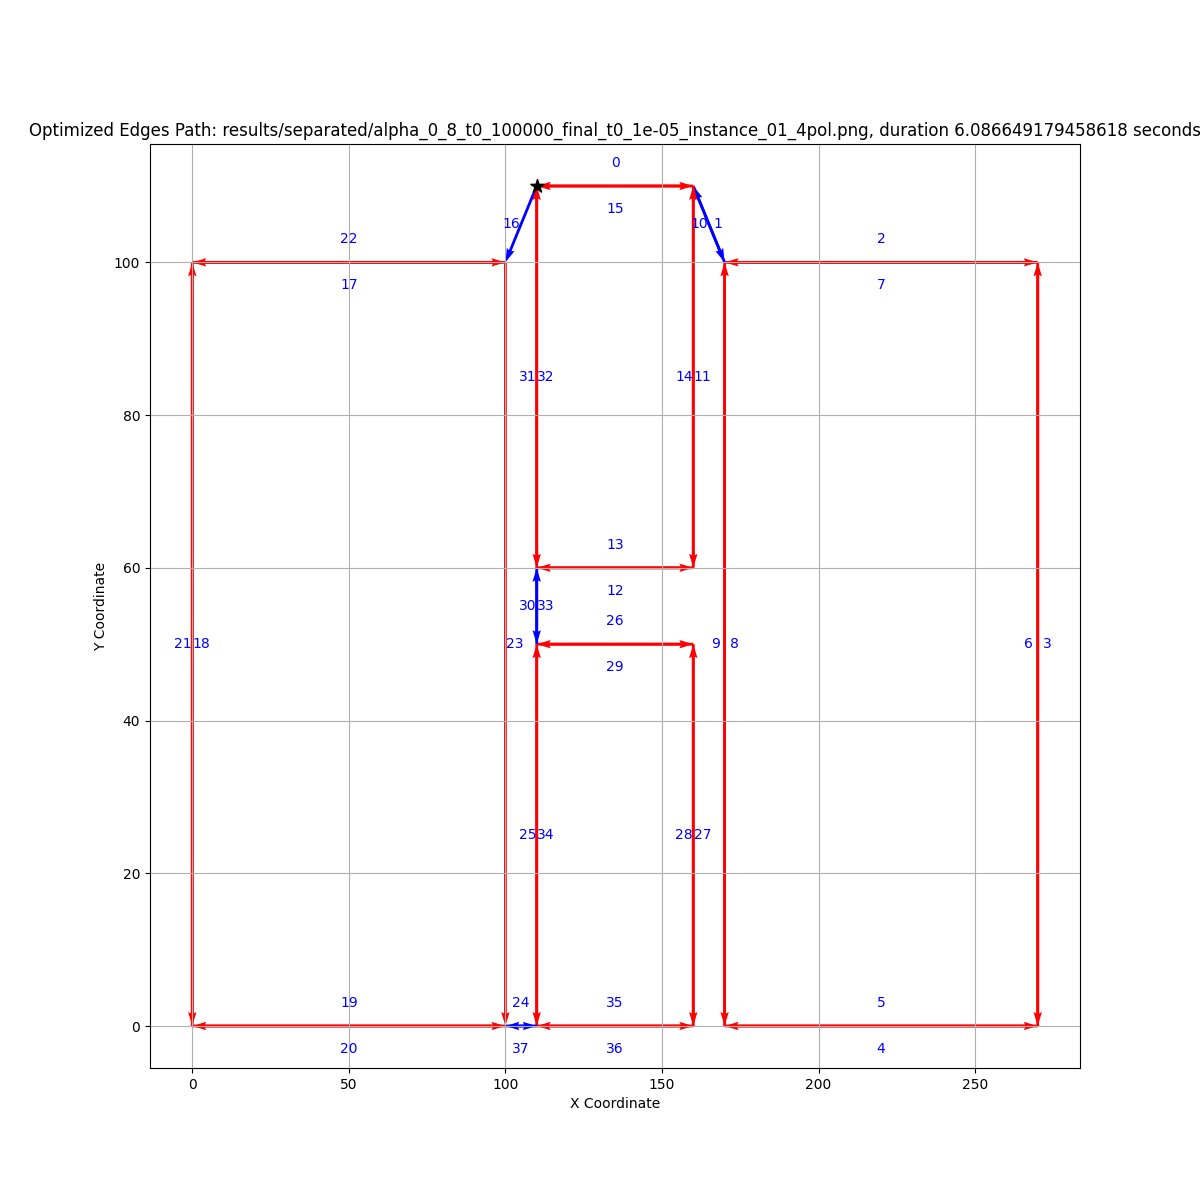 Optimized Edges Path: results/separated/alpha_0_8_t0_100000_final_t0_1e-05_instance_01_4pol.png, duration 6.086649179458618 seconds
0
15
16 10 1
22 2
100
17 7
80
31 32 14 11
13
60
12
30 33
26
21 18 23 9 8 6 3
29
40
20
25 34 28 27
19 24 35 5
0
20 37 36 4
0 50 100 150 200 250
X Coordinate
Y Coordinate